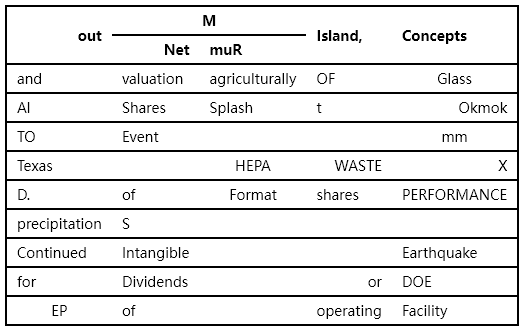 M
out Island, Concepts
Net muR
and valuation agriculturally OF Glass
AI Shares Splash t Okmok
TO Event mm
Texas HEPA WASTE X
D. of Format shares PERFORMANCE
precipitation S
Continued Intangible Earthquake
for Dividends or DOE
EP of operating Facility